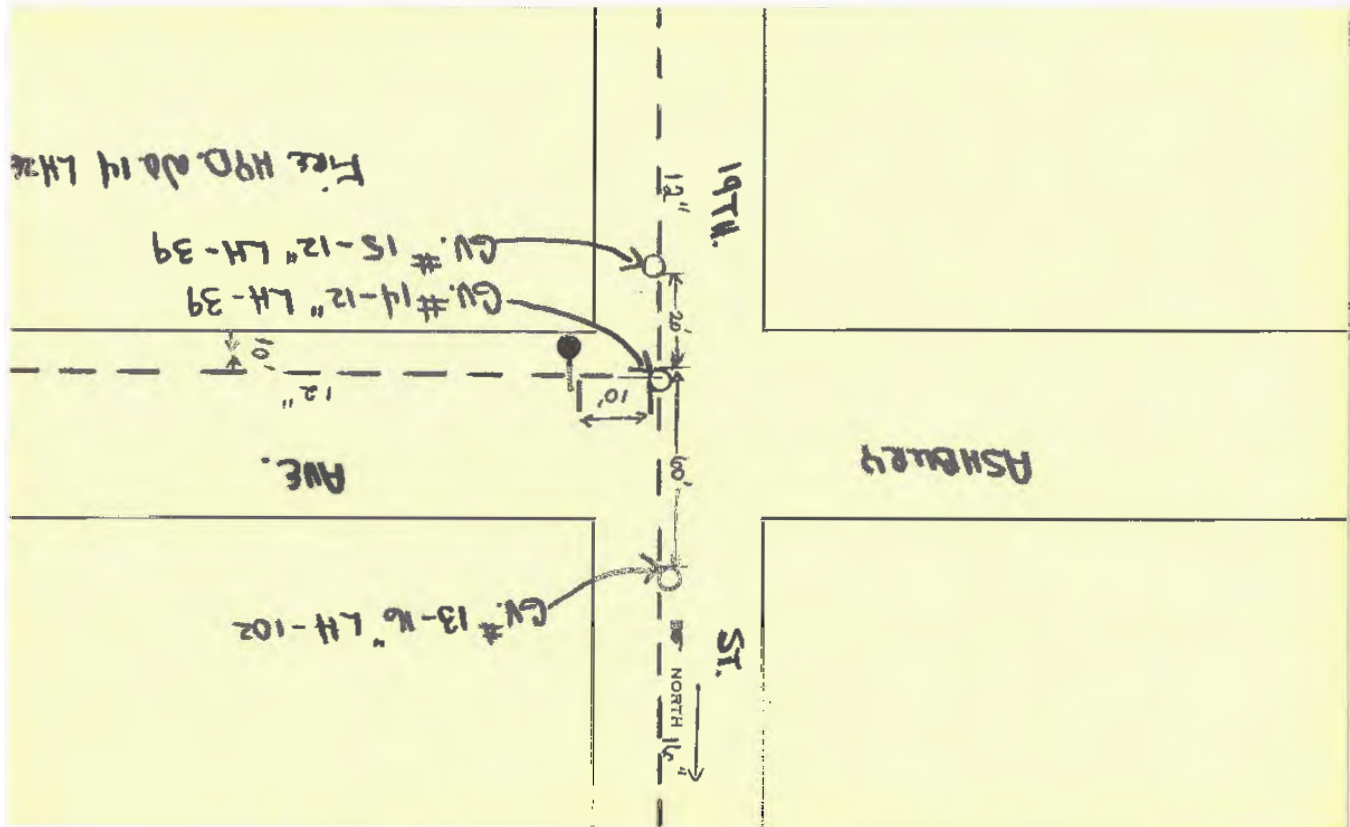 NORTH
16"
ST.
GV. # 13-16" LH-102
ASHBURY
AVE.
60'
10'
12"
10'
20'
GV. #14-12" LH-39
GV. # 15-12" LH-39
19TH.
12"
Fire HYD. No. 14